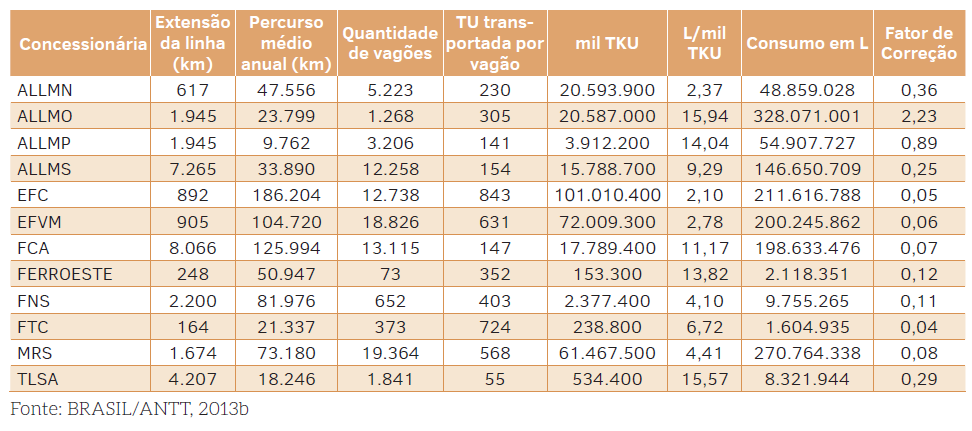 Concessionária Extensão da linha (km) Percurso médio anual (km) Quantidade de vagões TU trans-portada por vagão mil TKU L/mil TKU Consumo em L Fator de Correção
ALLMN 617 47.556 5.223 230 20.593.900 2,37 48.859.028 0,36
ALLMO 1.945 23.799 1.268 305 20.587.000 15,94 328.071.001 2,23
ALLMP 1.945 9.762 3.206 141 3.912.200 14,04 54.907.727 0,89
ALLMS 7.265 33.890 12.258 154 15.788.700 9,29 146.650.709 0,25
EFC 892 186.204 12.738 843 101.010.400 2,10 211.616.788 0,05
EFVM 905 104.720 18.826 631 72.009.300 2,78 200.245.862 0,06
FCA 8.066 125.994 13.115 147 17.789.400 11,17 198.633.476 0,07
FERROESTE 248 50.947 73 352 153.300 13,82 2.118.351 0,12
FNS 2.200 81.976 652 403 2.377.400 4,10 9.755.265 0,11
FTC 164 21.337 373 724 238.800 6,72 1.604.935 0,04
MRS 1.674 73.180 19.364 568 61.467.500 4,41 270.764.338 0,08
TLSA 4.207 18.246 1.841 55 534.400 15,57 8.321.944 0,29
Fonte: BRASIL/ANTT, 2013b